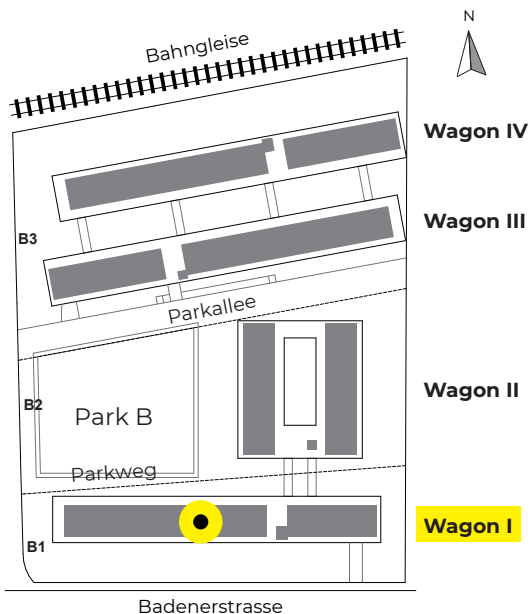 N
Bahngleise
Wagon IV
Wagon III
B3
Parkallee
Wagon II
B2
Park B
Parkweg
Wagon I
B1
Badenerstrasse